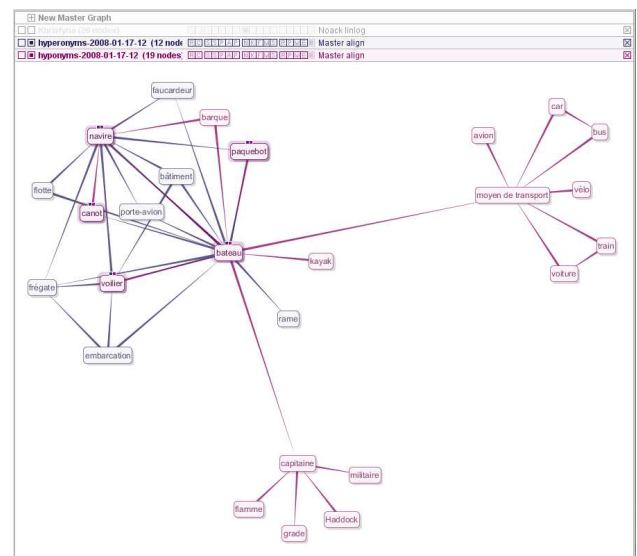 New Master Graph
Noack linlog
hyperonyms-2008-01-17-12 (12 node
Master align
hyponyms-2008-01-17-12 (19 nodes)
Master align
faucardeur
barque
navire
paquebot
bâtiment
flotte
canot
porte-avion
bateau
kayak
frégate
voilier
rame
embarcation
car
bus
avion
moyen de transport
vélo
train
voiture
capitaine
militaire
flamme
Haddock
grade